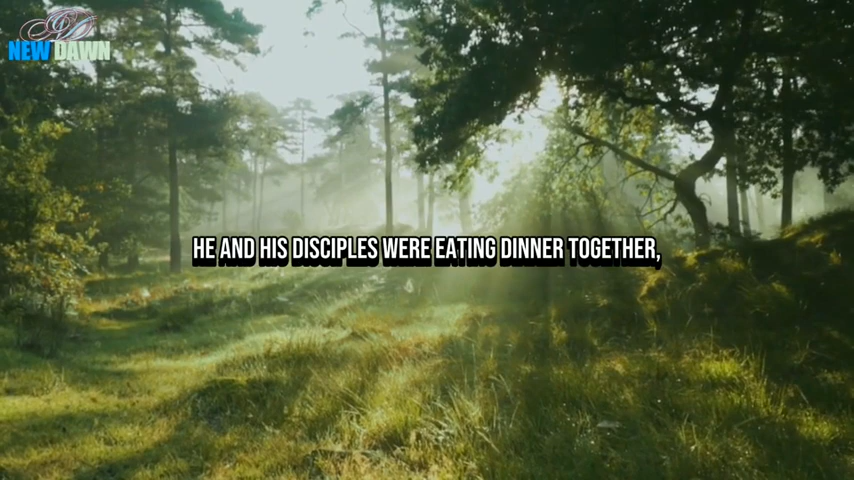 NEW DAWN
HE AND HIS DISCIPLES WERE EATING DINNER TOGETHER,